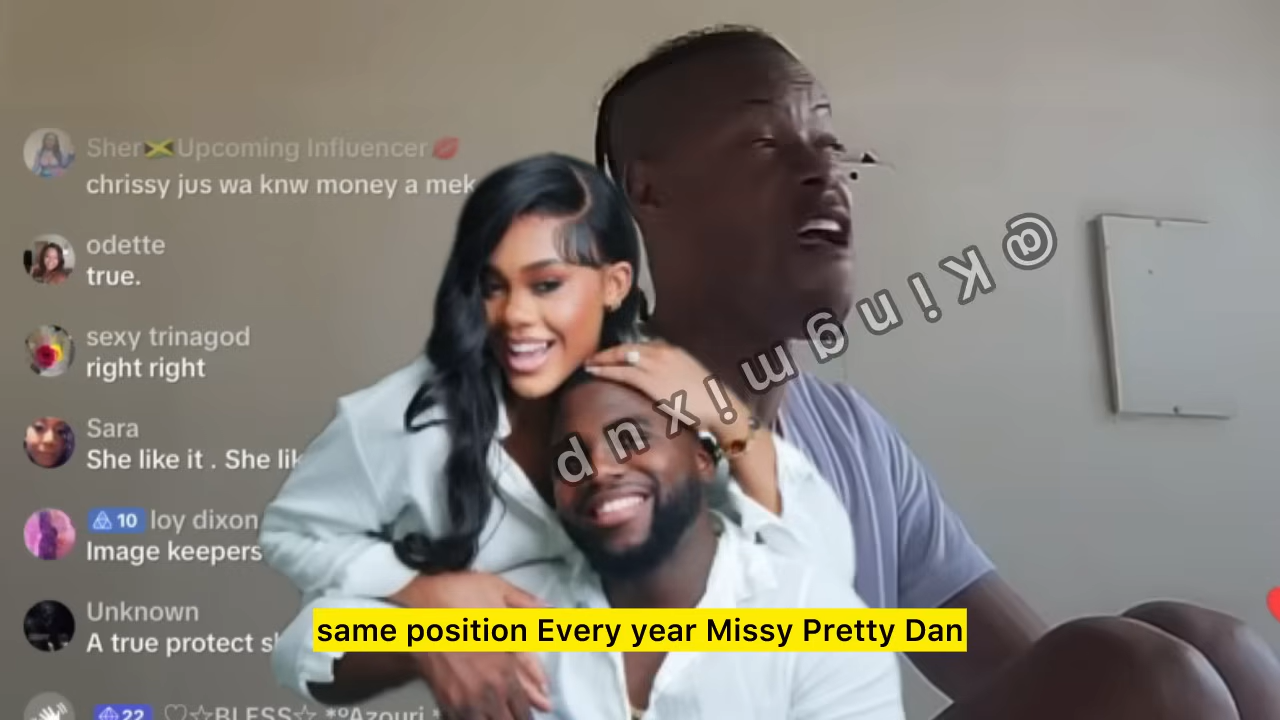 Sher🇯🇲Upcoming Influencer💋
chrissy jus wa knw money a mek
odette
true.
sexy trinagod
right right
Sara
She like it . She lik
10 loy dixon
Image keepers
Unknown
A true protect s
22 ♡☆BLESS☆ *°Azouri *
@Kingmixup
same position Every year Missy Pretty Dan